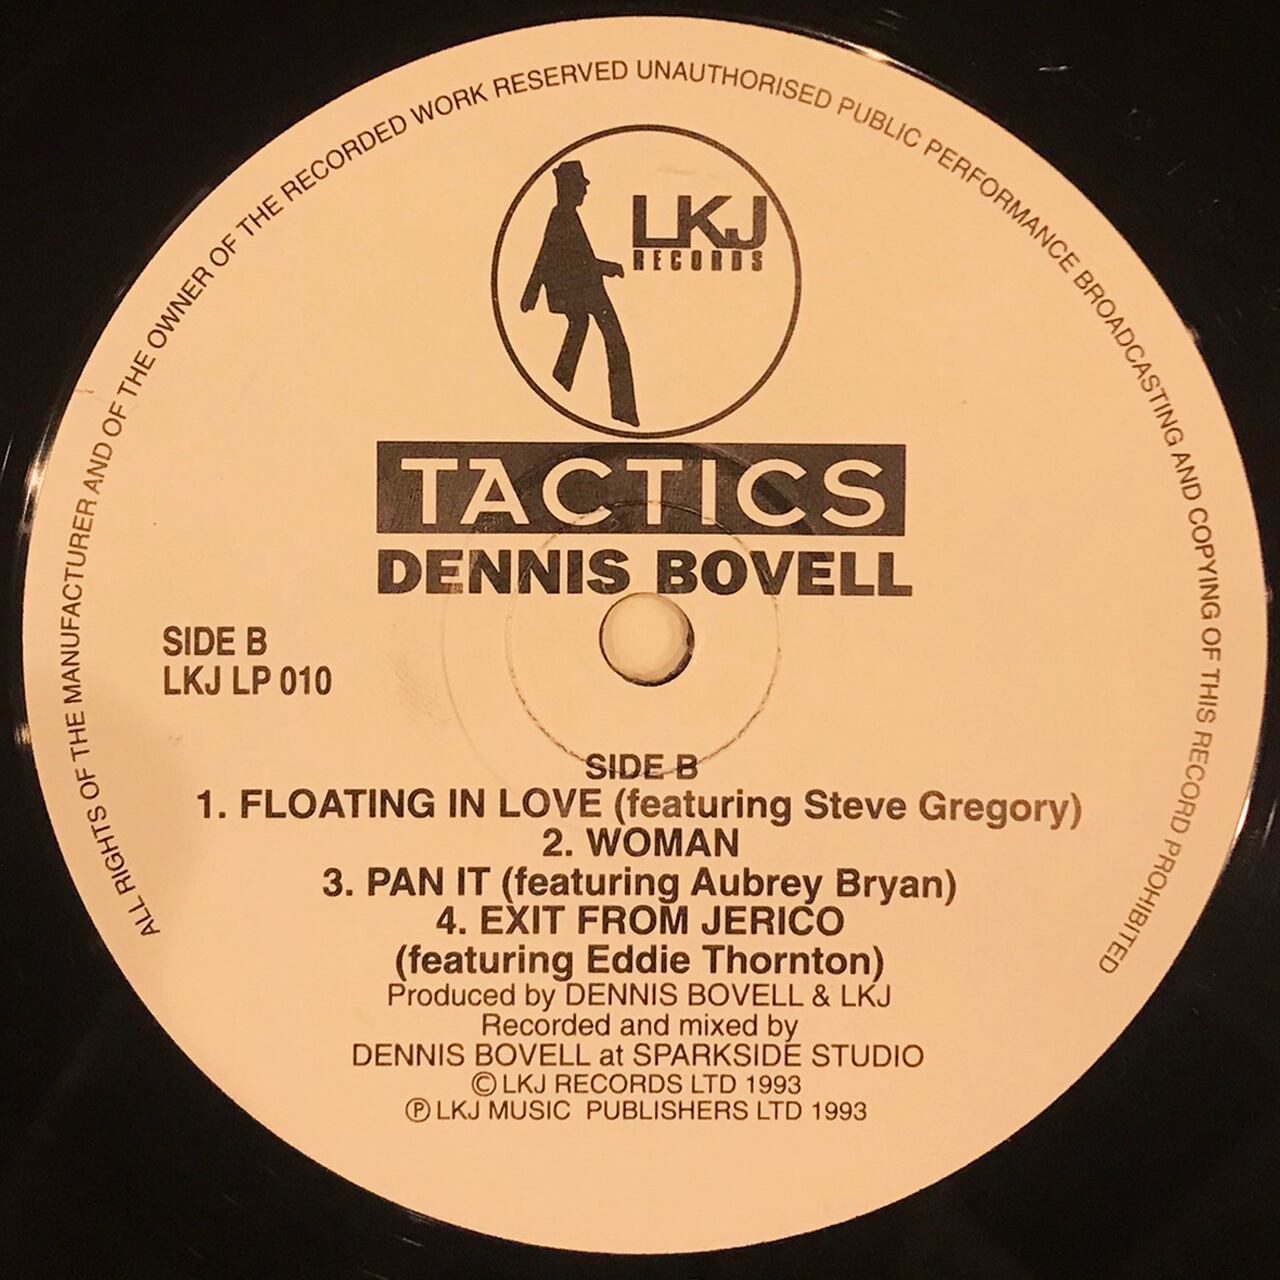 ALL RIGHTS OF THE MANUFACTURER AND OF THE OWNER OF THE RECORDED WORK RESERVED UNAUTHORISED PUBLIC PERFORMANCE BROADCASTING AND COPYING OF THIS RECORD PROHIBITED
LKJ
RECORDS
TACTICS
DENNIS BOVELL
SIDE B
LKJ LP 010
SIDE B
1. FLOATING IN LOVE (featuring Steve Gregory)
2. WOMAN
3. PAN IT (featuring Aubrey Bryan)
4. EXIT FROM JERICO
(featuring Eddie Thornton)
Produced by DENNIS BOVELL & LKJ
Recorded and mixed by
DENNIS BOVELL at SPARKSIDE STUDIO
© LKJ RECORDS LTD 1993
℗ LKJ MUSIC PUBLISHERS LTD 1993